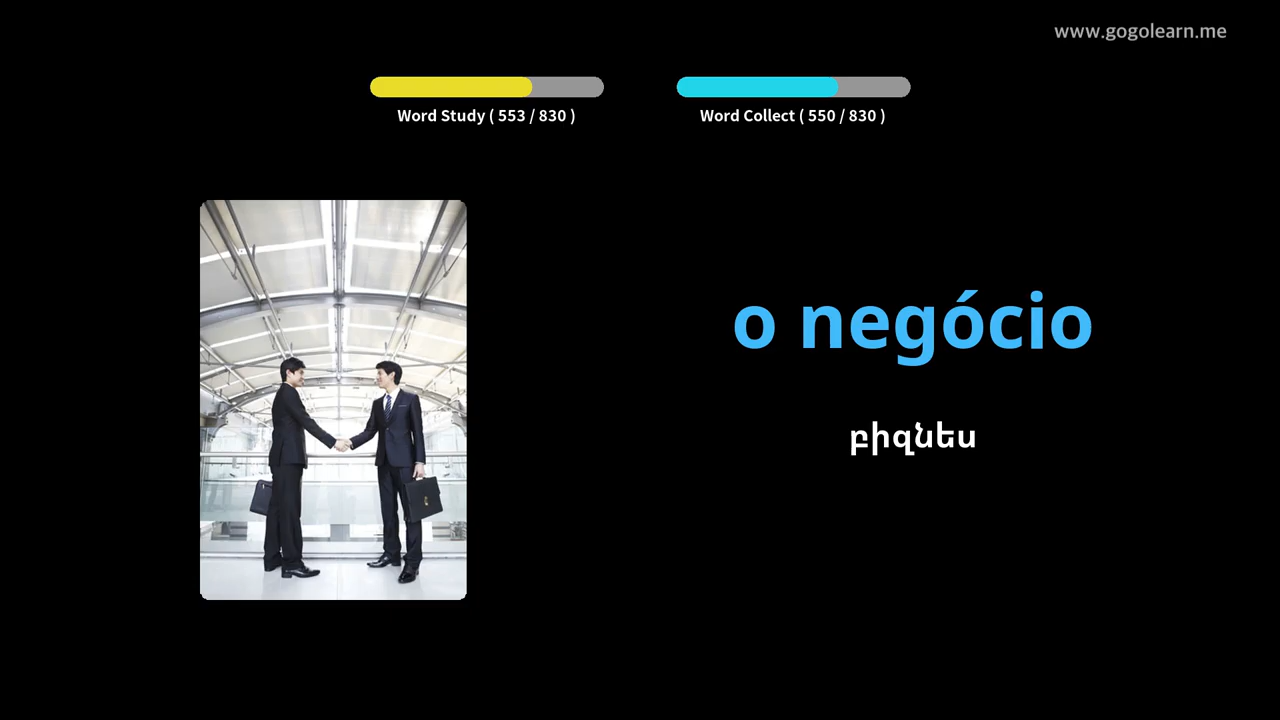 www.gogolearn.me
Word Study ( 553 / 830 )
Word Collect ( 550 / 830 )
o negócio
բիզնես